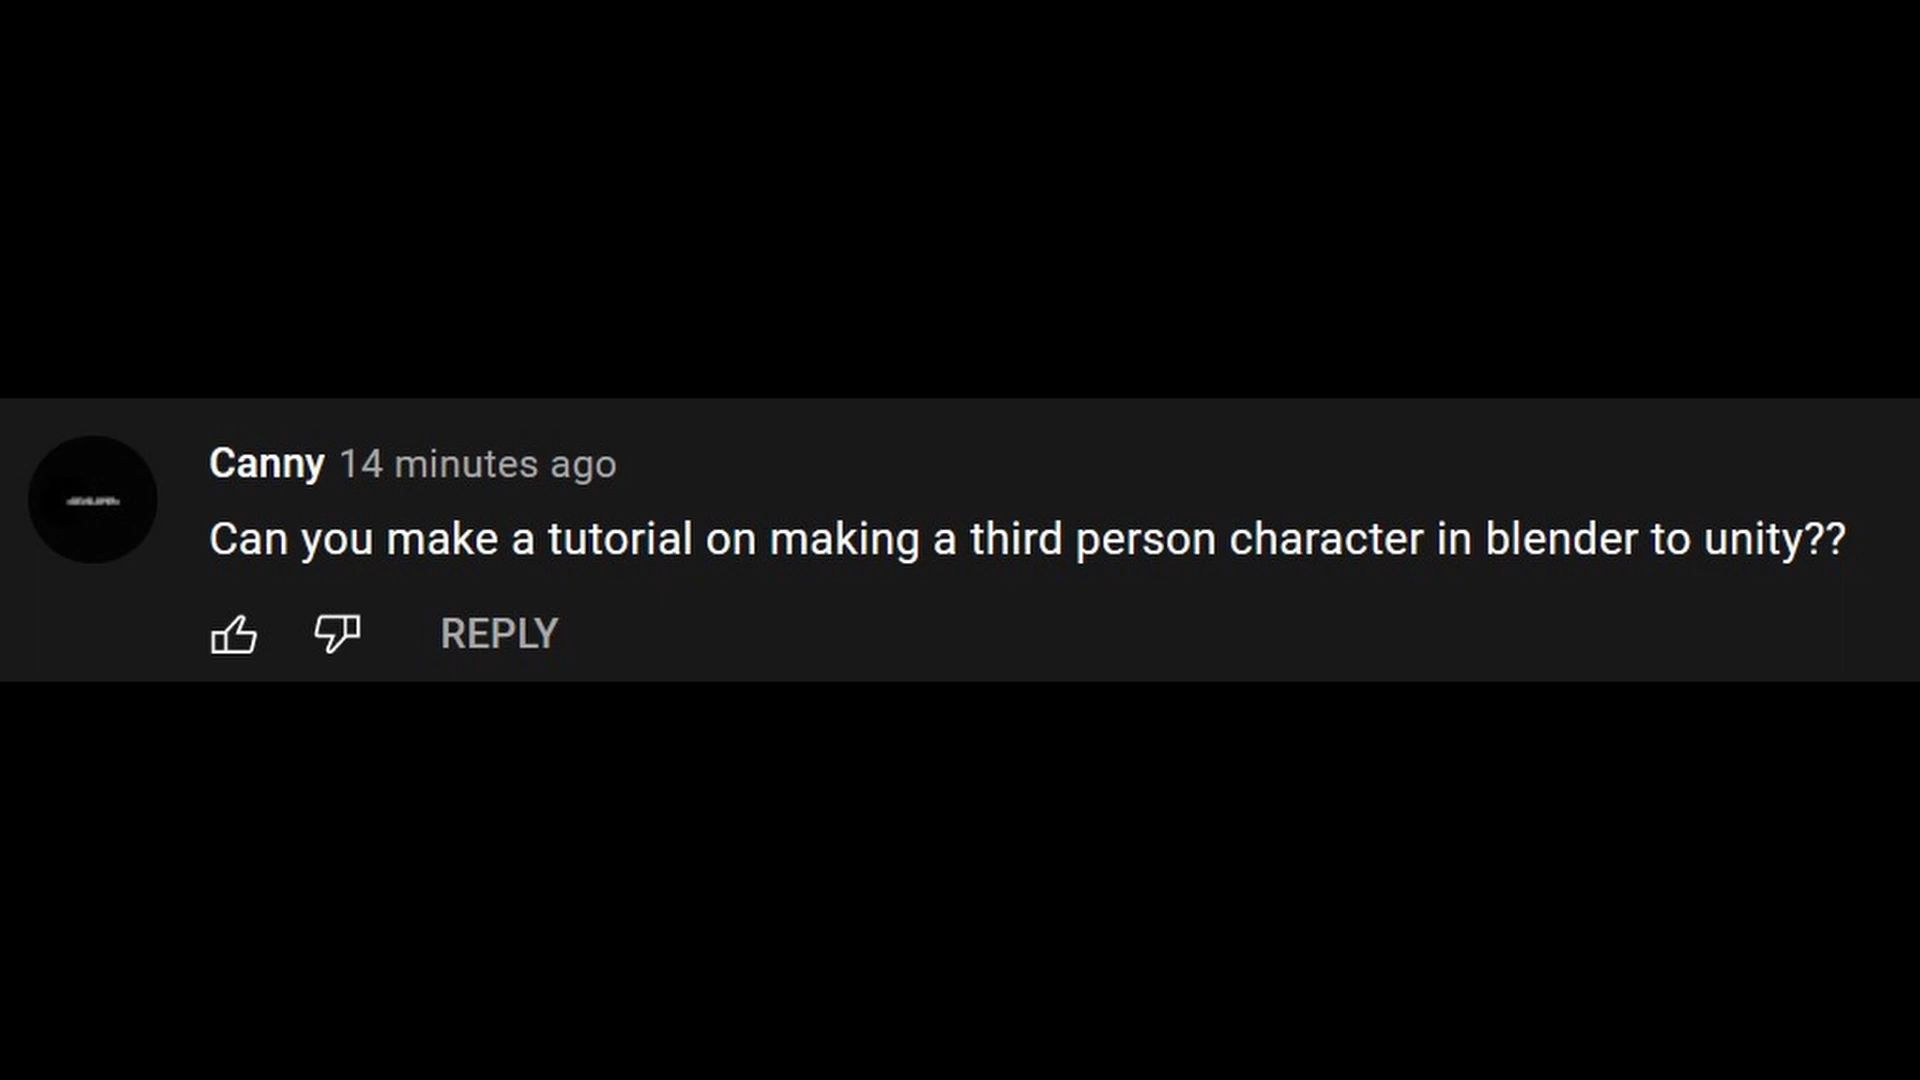 Canny 14 minutes ago
Can you make a tutorial on making a third person character in blender to unity??
REPLY